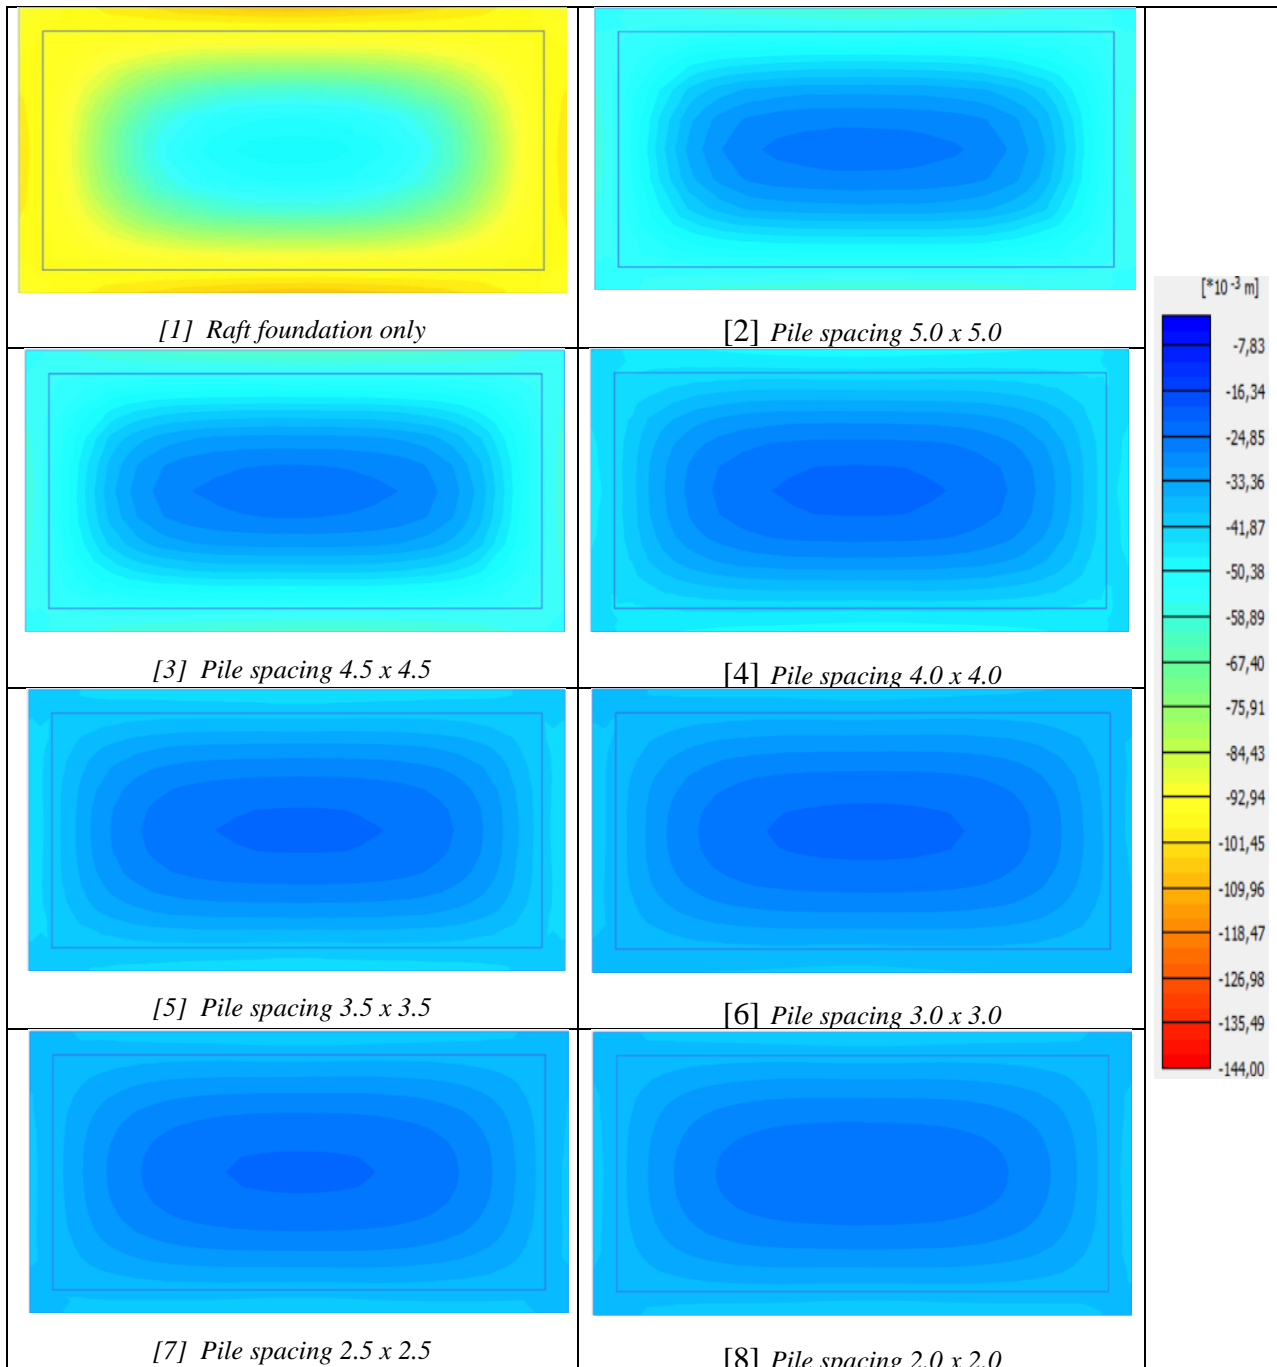 [1] Raft foundation only
[2] Pile spacing 5.0 x 5.0
[3] Pile spacing 4.5 x 4.5
[4] Pile spacing 4.0 x 4.0
[5] Pile spacing 3.5 x 3.5
[6] Pile spacing 3.0 x 3.0
[7] Pile spacing 2.5 x 2.5
[8] Pile spacing 2.0 x 2.0
[*10 -3 m]
-7,83
-16,34
-24,85
-33,36
-41,87
-50,38
-58,89
-67,40
-75,91
-84,43
-92,94
-101,45
-109,96
-118,47
-126,98
-135,49
-144,00